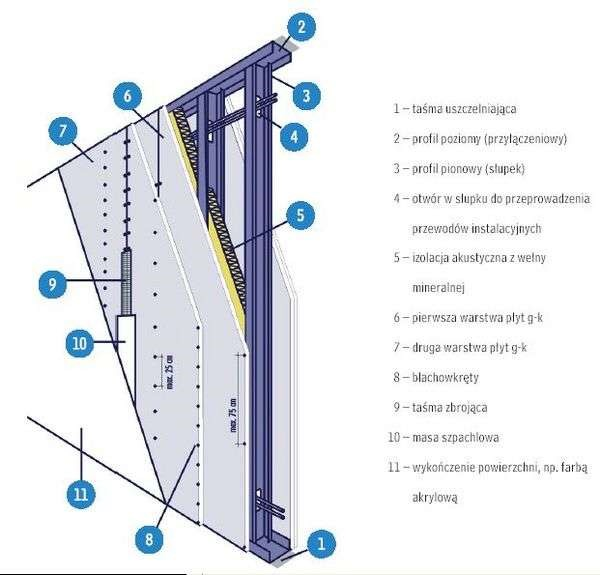 2
6
3
7
4
5
9
10
max. 25 cm
max. 75 cm
11
8
1
1 – taśma uszczelniająca
2 – profil poziomy (przyłączeniowy)
3 – profil pionowy (słupek)
4 – otwór w słupku do przeprowadzenia
przewodów instalacyjnych
5 – izolacja akustyczna z wełny
mineralnej
6 – pierwsza warstwa płyt g-k
7 – druga warstwa płyt g-k
8 – blachowkręty
9 – taśma zbrojąca
10 – masa szpachlowa
11 – wykończenie powierzchni, np. farbą
akrylową